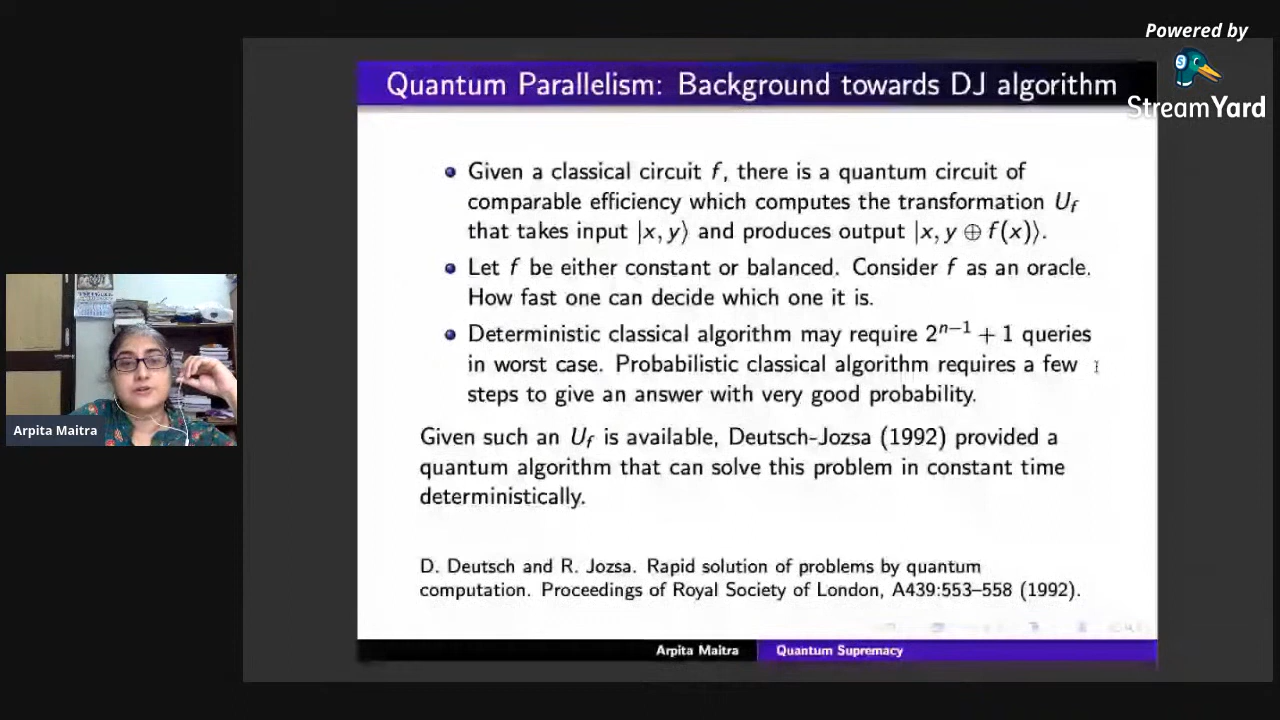 Powered by
StreamYard
Quantum Parallelism: Background towards DJ algorithm
Given a classical circuit f, there is a quantum circuit of
comparable efficiency which computes the transformation U_f
that takes input |x, y⟩ and produces output |x, y ⊕ f(x)⟩.
Let f be either constant or balanced. Consider f as an oracle.
How fast one can decide which one it is.
Deterministic classical algorithm may require 2^{n−1} + 1 queries
in worst case. Probabilistic classical algorithm requires a few
steps to give an answer with very good probability.
Given such an U_f is available, Deutsch-Jozsa (1992) provided a
quantum algorithm that can solve this problem in constant time
deterministically.
D. Deutsch and R. Jozsa. Rapid solution of problems by quantum
computation. Proceedings of Royal Society of London, A439:553–558 (1992).
Arpita Maitra
Quantum Supremacy
Arpita Maitra